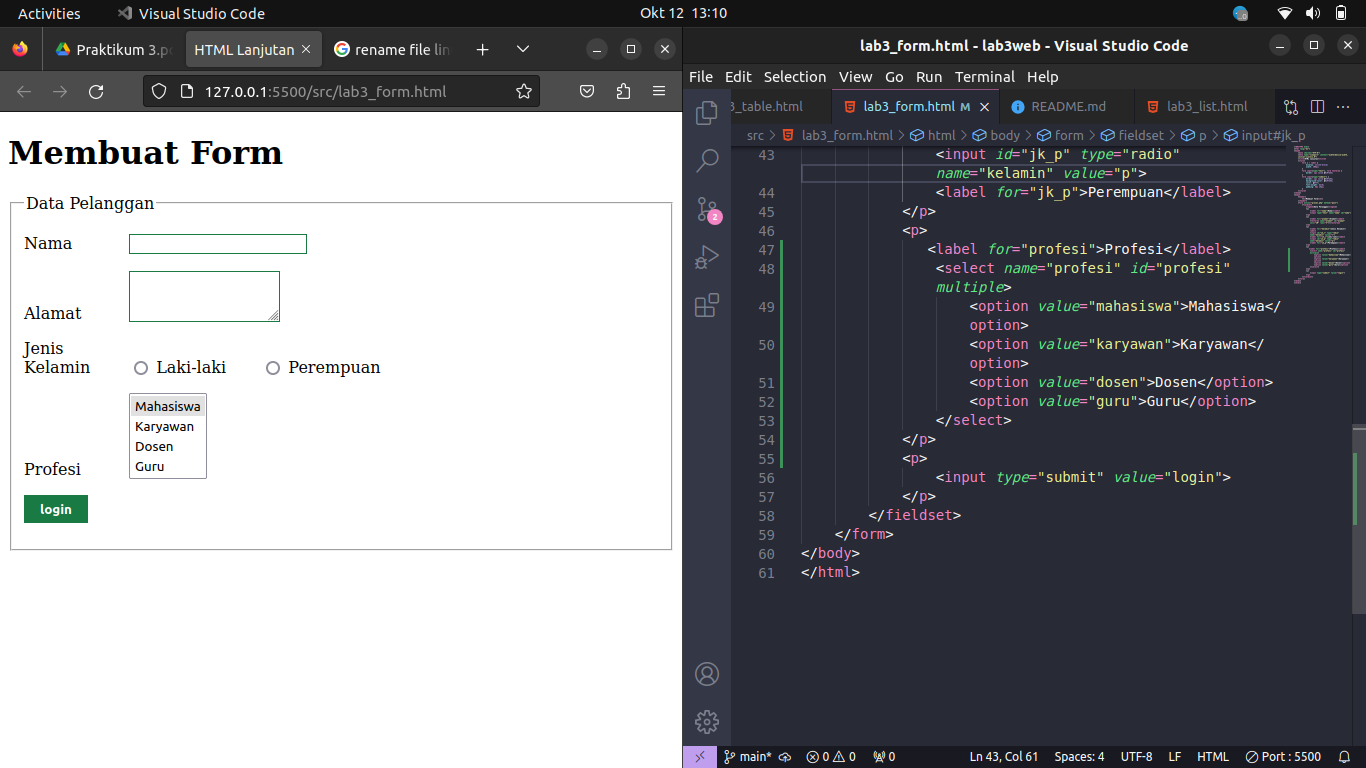 Activities
Visual Studio Code
Okt 12 13:10
Praktikum 3.p
HTML Lanjutan
rename file lin
127.0.0.1:5500/src/lab3_form.html
Membuat Form
Data Pelanggan
Nama
Alamat
Jenis
Kelamin
Laki-laki
Perempuan
Mahasiswa
Karyawan
Dosen
Guru
Profesi
login
lab3_form.html - lab3web - Visual Studio Code
File Edit Selection View Go Run Terminal Help
3_table.html
lab3_form.html M
README.md
lab3_list.html
src > lab3_form.html > html > body > form > fieldset > p > input#jk_p
2
43 <input id="jk_p" type="radio"
name="kelamin" value="p">
44 <label for="jk_p">Perempuan</label>
45 </p>
46 <p>
47 <label for="profesi">Profesi</label>
48 <select name="profesi" id="profesi"
multiple>
49 <option value="mahasiswa">Mahasiswa</
option>
50 <option value="karyawan">Karyawan</
option>
51 <option value="dosen">Dosen</option>
52 <option value="guru">Guru</option>
53 </select>
54 </p>
55 <p>
56 <input type="submit" value="login">
57 </p>
58 </fieldset>
59 </form>
60 </body>
61 </html>
main* 0 0 0 Ln 43, Col 61 Spaces: 4 UTF-8 LF HTML Port : 5500